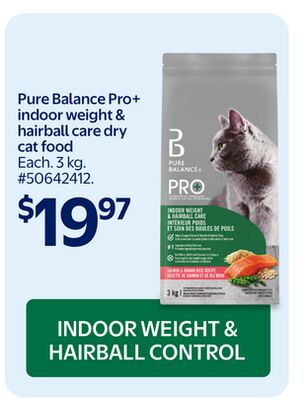 Pure Balance Pro+
indoor weight &
hairball care dry
cat food
Each. 3 kg.
#50642412.
$19.97
B
PURE
BALANCE®
PRO+
INDOOR WEIGHT
& HAIRBALL CARE
INTÉRIEUR POIDS
ET SOIN DES BOULES DE POILS
#1
SALMON & BROWN RICE RECIPE
RECETTE DE SAUMON ET DE RIZ BRUN
3 kg
INDOOR WEIGHT &
HAIRBALL CONTROL